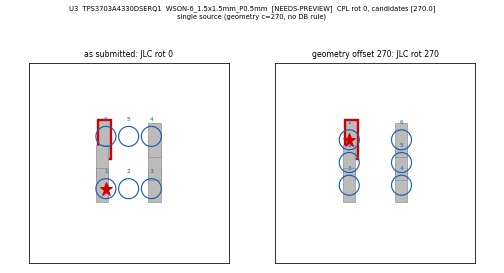 U3  TPS3703A4330DSERQ1  WSON-6_1.5x1.5mm_P0.5mm  [NEEDS-PREVIEW]  CPL rot 0, candidates [270.0]
single source (geometry c=270, no DB rule)
as submitted: JLC rot 0
geometry offset 270: JLC rot 270
5 4
1 2 3
6
5
3 4